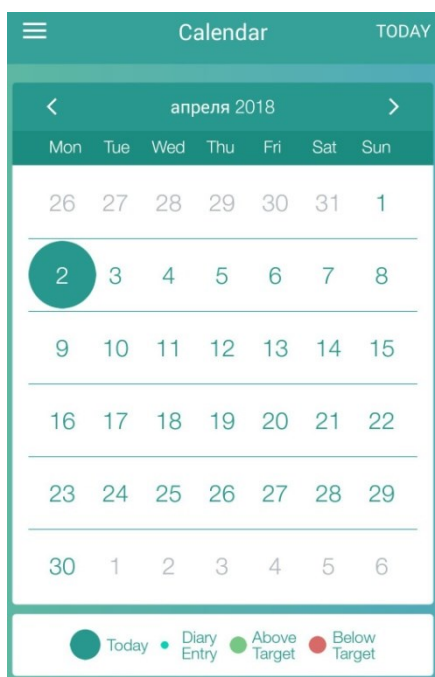 Calendar TODAY
апреля 2018
Mon Tue Wed Thu Fri Sat Sun
26 27 28 29 30 31 1
2 3 4 5 6 7 8
9 10 11 12 13 14 15
16 17 18 19 20 21 22
23 24 25 26 27 28 29
30 1 2 3 4 5 6
Today Diary Entry Above Target Below Target